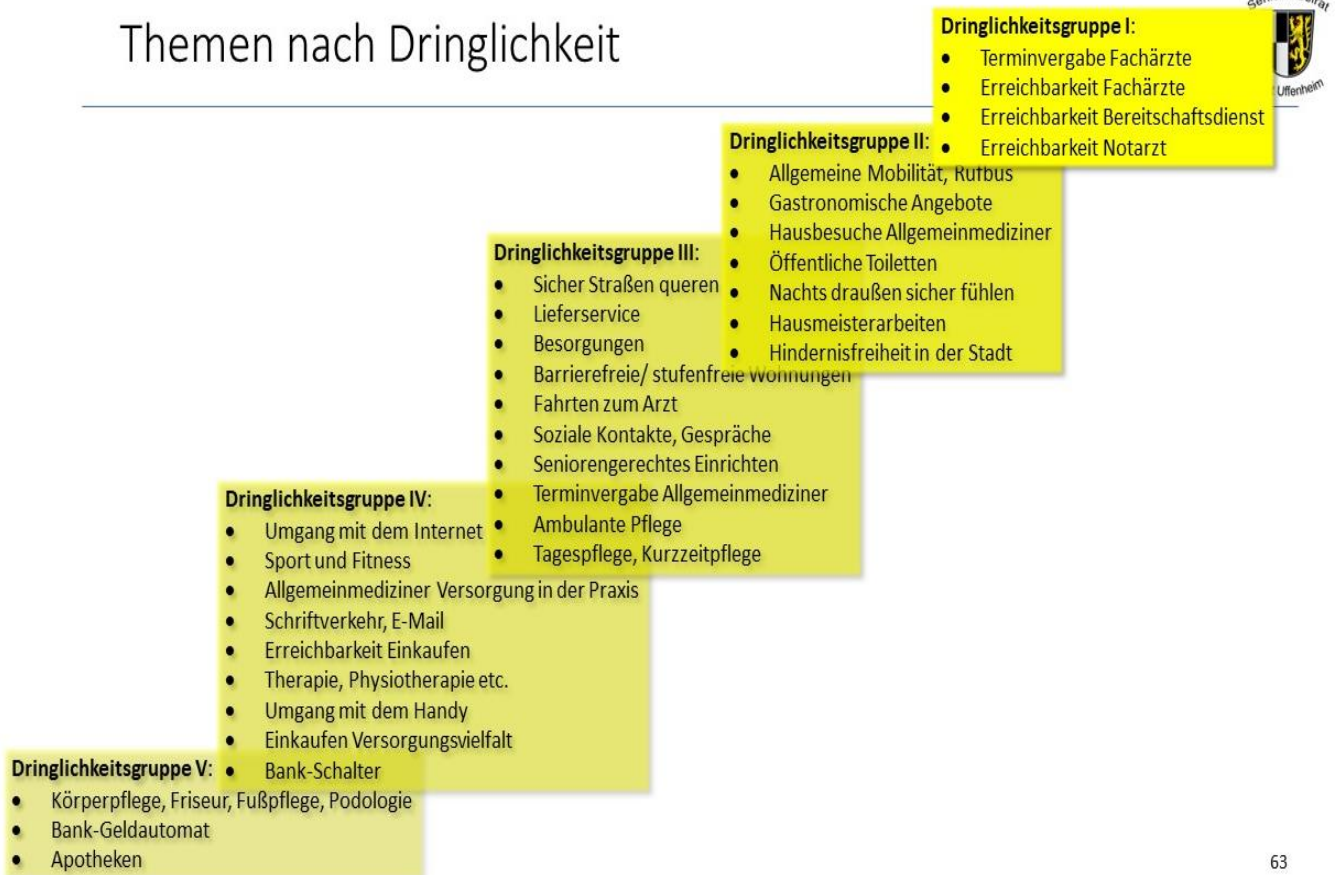 Themen nach Dringlichkeit
Dringlichkeitsgruppe I:
• Terminvergabe Fachärzte
• Erreichbarkeit Fachärzte
• Erreichbarkeit Bereitschaftsdienst
• Erreichbarkeit Notarzt
Uffenheim
Dringlichkeitsgruppe II:
• Allgemeine Mobilität, Rufbus
• Gastronomische Angebote
• Hausbesuche Allgemeinmediziner
• Öffentliche Toiletten
• Nachts draußen sicher fühlen
• Hausmeisterarbeiten
• Hindernisfreiheit in der Stadt
Dringlichkeitsgruppe III:
• Sicher Straßen queren
• Lieferservice
• Besorgungen
• Barrierefreie/ stufenfreie Wohnungen
• Fahrten zum Arzt
• Soziale Kontakte, Gespräche
• Seniorengerechtes Einrichten
• Terminvergabe Allgemeinmediziner
• Ambulante Pflege
• Tagespflege, Kurzzeitpflege
Dringlichkeitsgruppe IV:
• Umgang mit dem Internet
• Sport und Fitness
• Allgemeinmediziner Versorgung in der Praxis
• Schriftverkehr, E-Mail
• Erreichbarkeit Einkaufen
• Therapie, Physiotherapie etc.
• Umgang mit dem Handy
• Einkaufen Versorgungsvielfalt
• Bank-Schalter
Dringlichkeitsgruppe V:
• Körperpflege, Friseur, Fußpflege, Podologie
• Bank-Geldautomat
• Apotheken
63